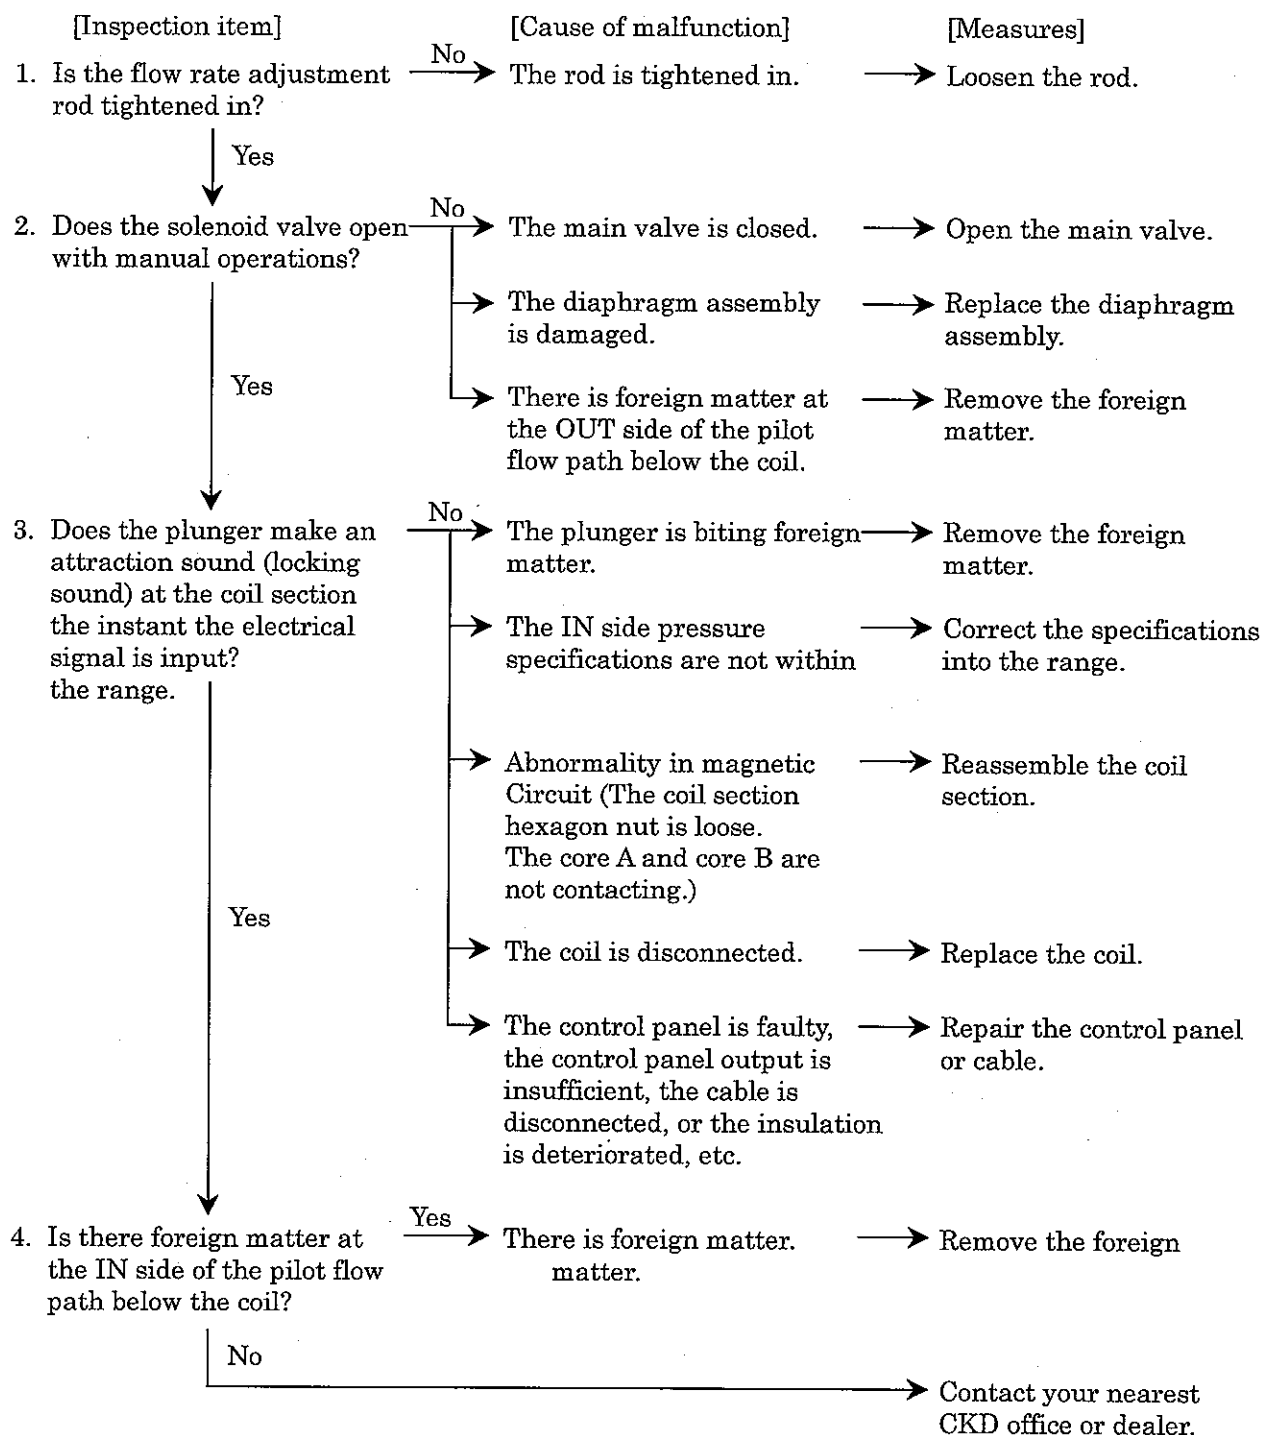 [Inspection item] [Cause of malfunction] [Measures]
1. Is the flow rate adjustment No The rod is tightened in. Loosen the rod.
rod tightened in?
Yes
2. Does the solenoid valve open No The main valve is closed. Open the main valve.
with manual operations?
The diaphragm assembly Replace the diaphragm
is damaged. assembly.
Yes
There is foreign matter at Remove the foreign
the OUT side of the pilot matter.
flow path below the coil.
3. Does the plunger make an No The plunger is biting foreign Remove the foreign
attraction sound (locking matter. matter.
sound) at the coil section
the instant the electrical The IN side pressure Correct the specifications
signal is input? specifications are not within into the range.
the range.
Abnormality in magnetic Reassemble the coil
Circuit (The coil section section.
hexagon nut is loose.
The core A and core B are
not contacting.)
Yes
The coil is disconnected. Replace the coil.
The control panel is faulty, Repair the control panel
the control panel output is or cable.
insufficient, the cable is
disconnected, or the insulation
is deteriorated, etc.
4. Is there foreign matter at Yes There is foreign matter. Remove the foreign
the IN side of the pilot flow matter.
path below the coil?
No
Contact your nearest
CKD office or dealer.